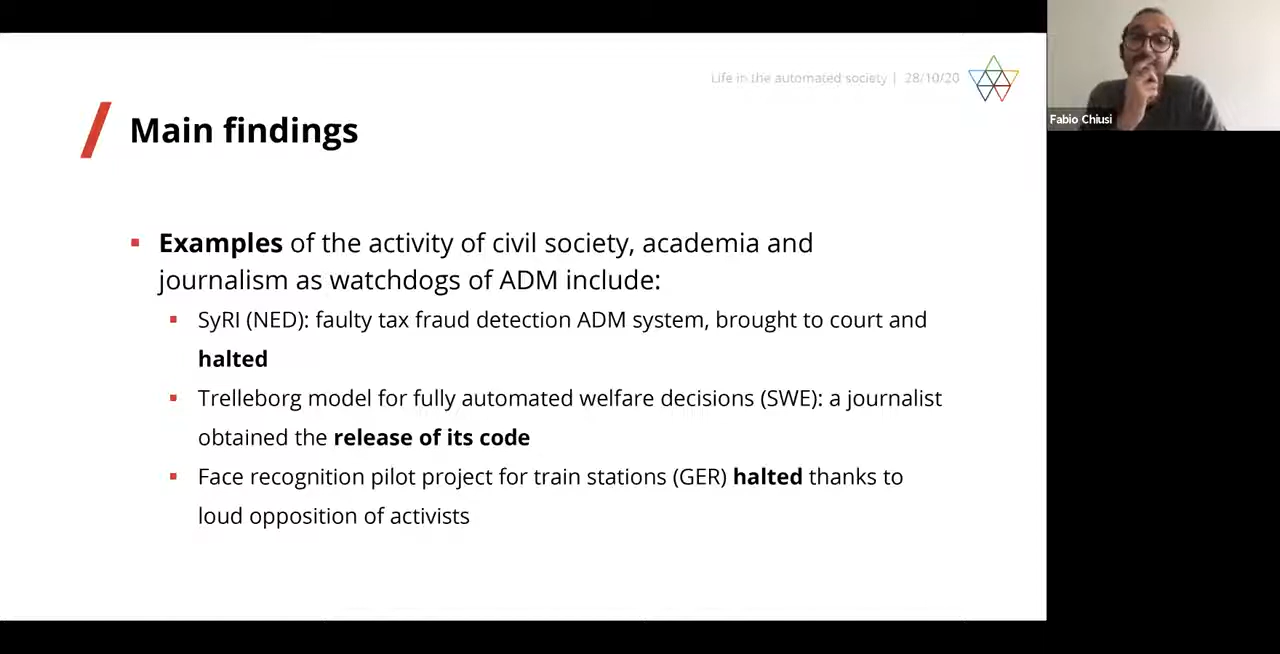 Life in the automated society | 28/10/20
Main findings
Examples of the activity of civil society, academia and
journalism as watchdogs of ADM include:
SyRI (NED): faulty tax fraud detection ADM system, brought to court and
halted
Trelleborg model for fully automated welfare decisions (SWE): a journalist
obtained the release of its code
Face recognition pilot project for train stations (GER) halted thanks to
loud opposition of activists
Fabio Chiusi